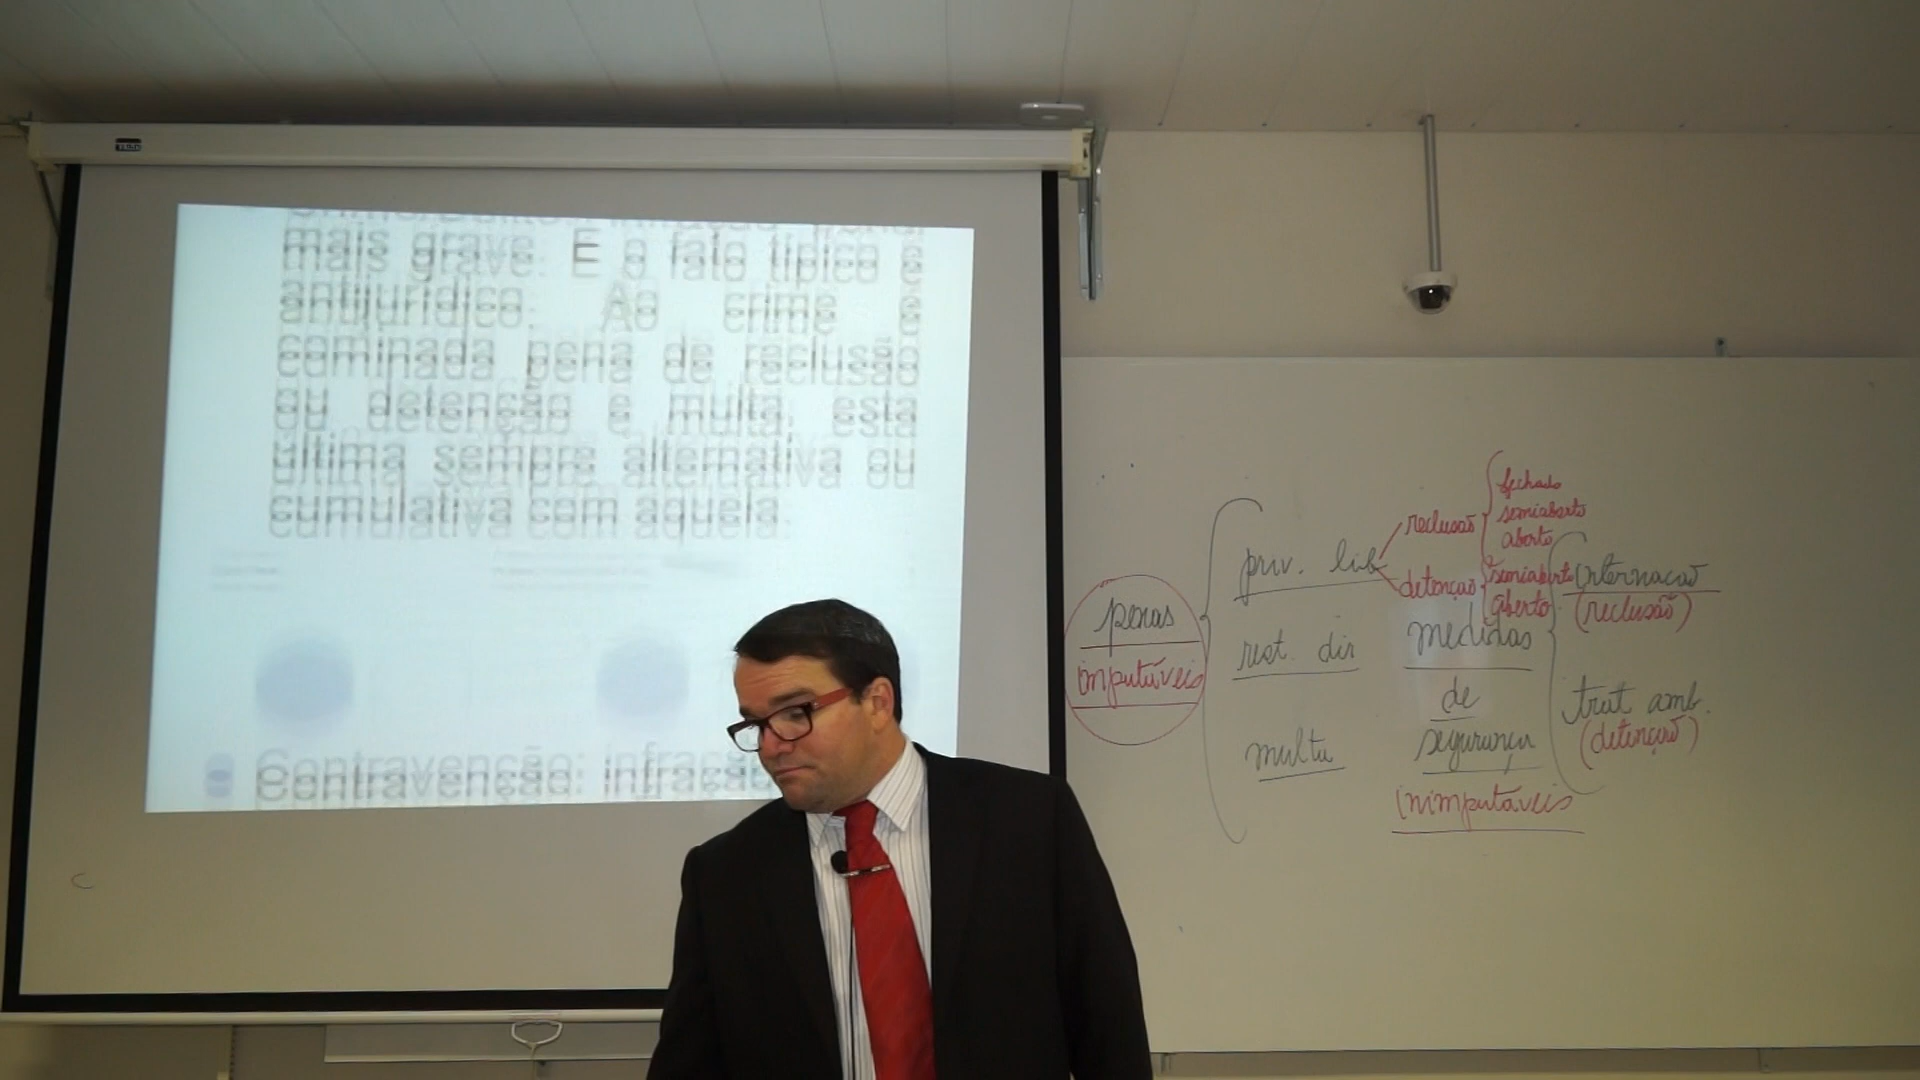 mais grave. E o fato típico e
antijurídico. Ao crime é
cominada pena de reclusão
ou detenção e multa, esta
última sempre alternativa ou
cumulativa com aquela.
Contravenção: infraçã
penas
imputáveis
priv. lib
rest. dir
multa
reclusão
fechado
semiaberto
aberto
detenção
semiaberto
aberto
medidas
de
segurança
inimputáveis
internação
(reclusão)
trat amb.
(detenção)